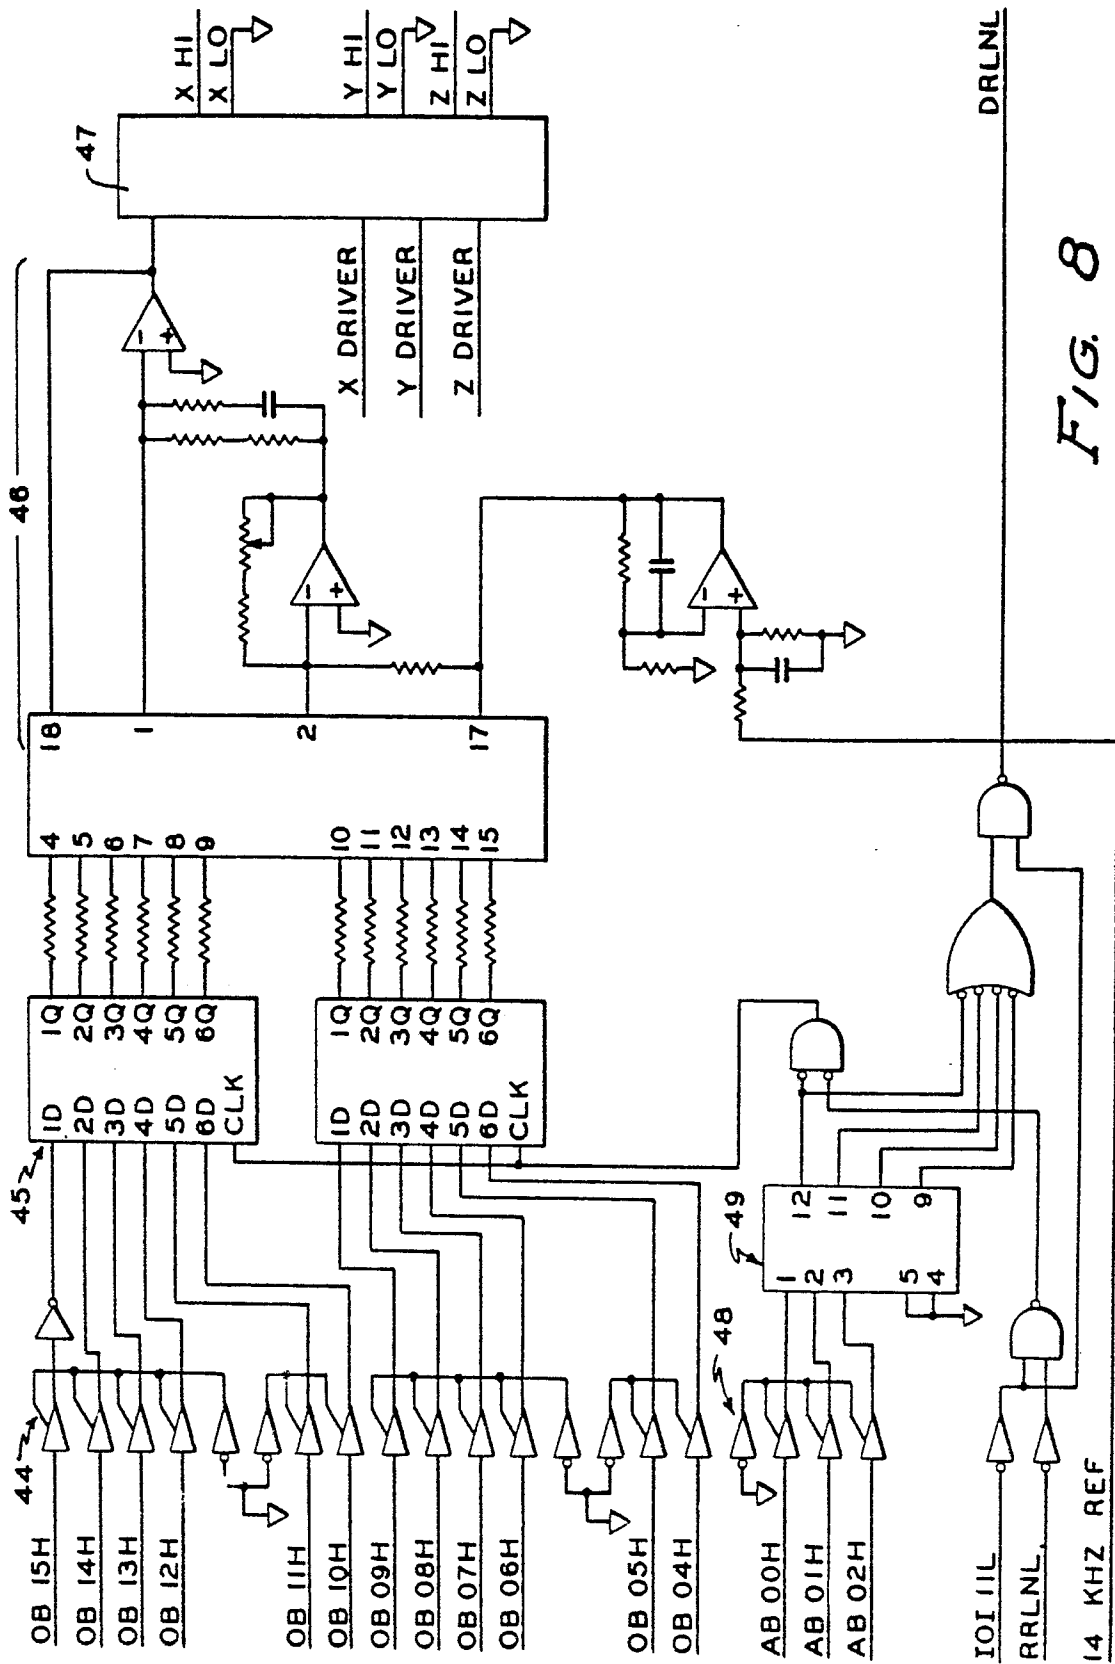 46
47
X HI
X LO
Y HI
Y LO
Z HI
Z LO
X DRIVER
Y DRIVER
Z DRIVER
18
1
2
17
4
5
6
7
8
9
10
11
12
13
14
15
45
1D 1Q
2D 2Q
3D 3Q
4D 4Q
5D 5Q
6D 6Q
CLK
1D 1Q
2D 2Q
3D 3Q
4D 4Q
5D 5Q
6D 6Q
CLK
44
OB 15H
OB 14H
OB 13H
OB 12H
OB 11H
OB 10H
OB 09H
OB 08H
OB 07H
OB 06H
OB 05H
OB 04H
48
49
AB 00H
AB 01H
AB 02H
1 12
2 11
3 10
5 9
4
IOI 11L
RRLNL
14 KHZ REF
DRLNL
- +
- +
- +
FIG. 8